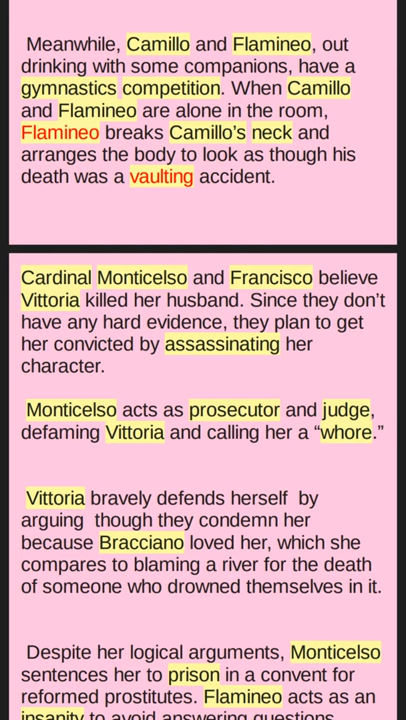 Meanwhile, Camillo and Flamineo, out
drinking with some companions, have a
gymnastics competition. When Camillo
and Flamineo are alone in the room,
Flamineo breaks Camillo’s neck and
arranges the body to look as though his
death was a vaulting accident.
Cardinal Monticelso and Francisco believe
Vittoria killed her husband. Since they don’t
have any hard evidence, they plan to get
her convicted by assassinating her
character.
Monticelso acts as prosecutor and judge,
defaming Vittoria and calling her a “whore.”
Vittoria bravely defends herself by
arguing though they condemn her
because Bracciano loved her, which she
compares to blaming a river for the death
of someone who drowned themselves in it.
Despite her logical arguments, Monticelso
sentences her to prison in a convent for
reformed prostitutes. Flamineo acts as an
insanity to avoid answering questions